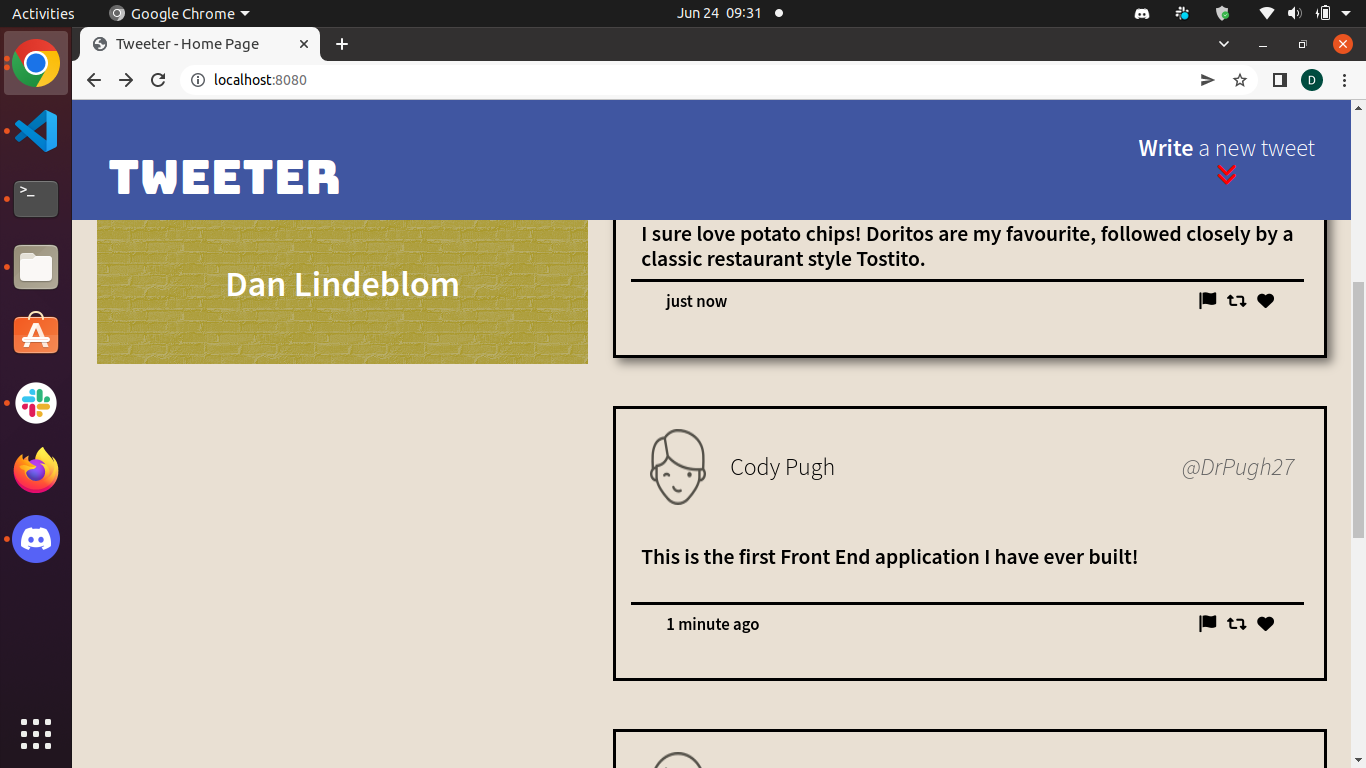 Activities
Google Chrome
Jun 24 09:31
Tweeter - Home Page
localhost:8080
D
TWEETER
Write a new tweet
Dan Lindeblom
I sure love potato chips! Doritos are my favourite, followed closely by a
classic restaurant style Tostito.
just now
Cody Pugh
@DrPugh27
This is the first Front End application I have ever built!
1 minute ago